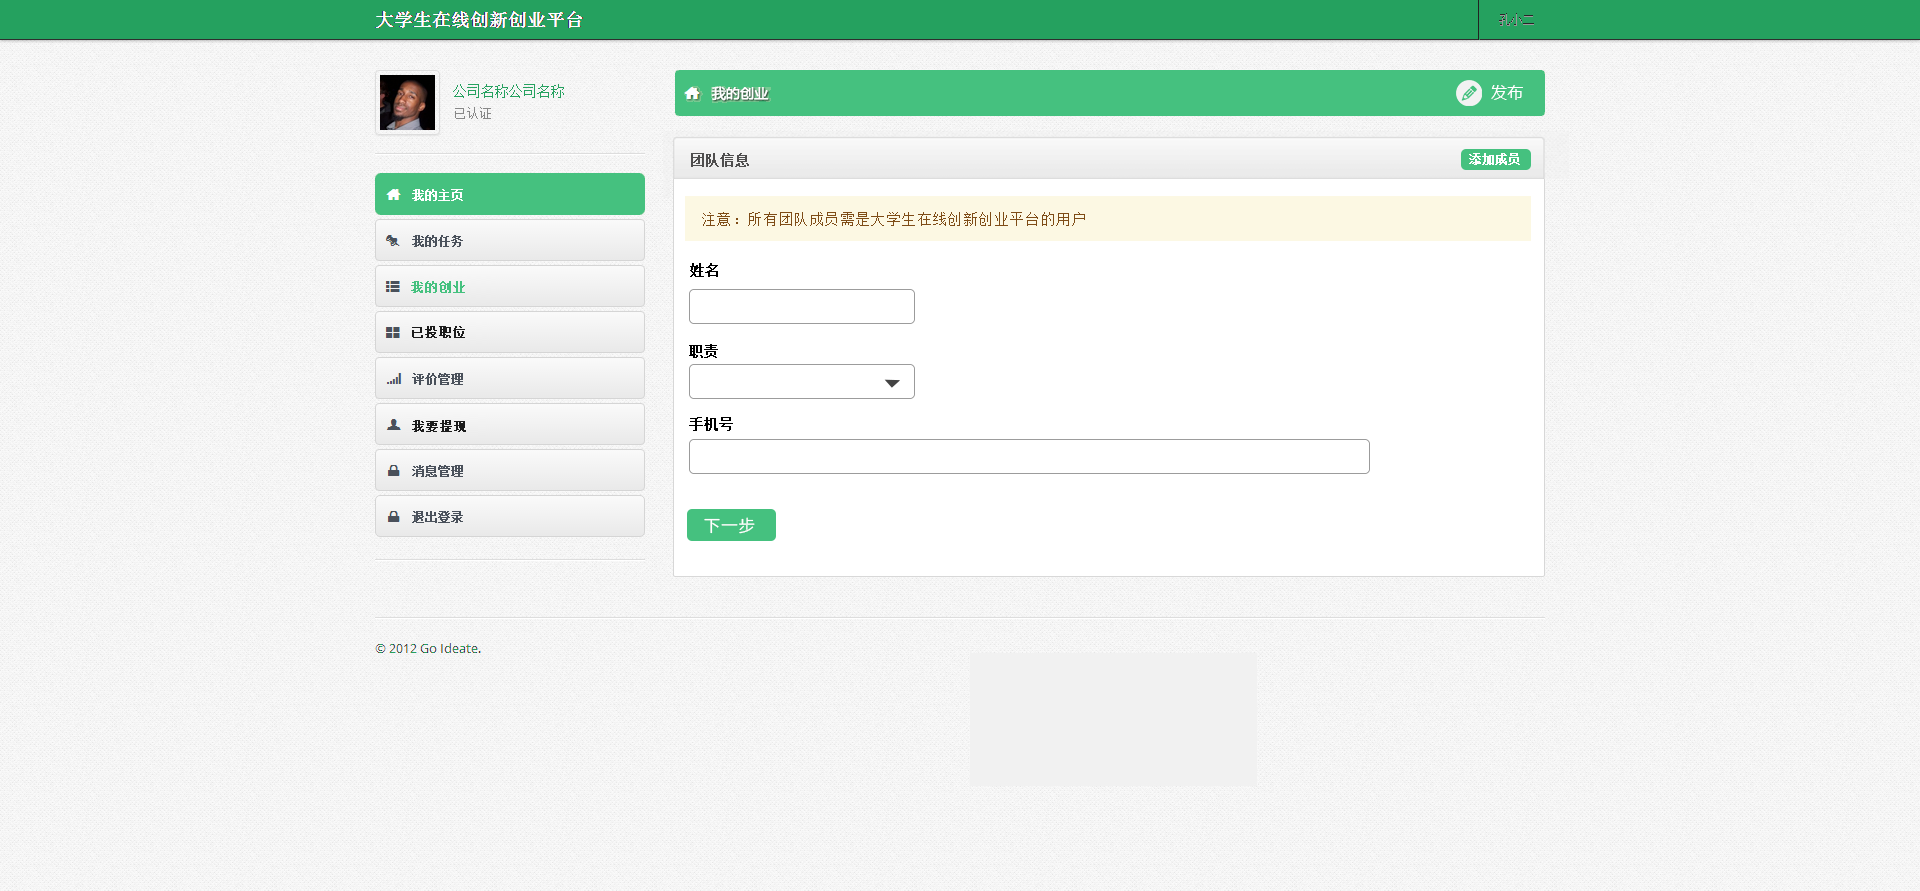 大学生在线创新创业平台
孔小二
公司名称公司名称
已认证
我的主页
我的任务
我的创业
已投职位
评价管理
我要提现
消息管理
退出登录
我的创业
发布
团队信息
添加成员
注意：所有团队成员需是大学生在线创新创业平台的用户
姓名
职责
手机号
下一步
© 2012 Go Ideate.